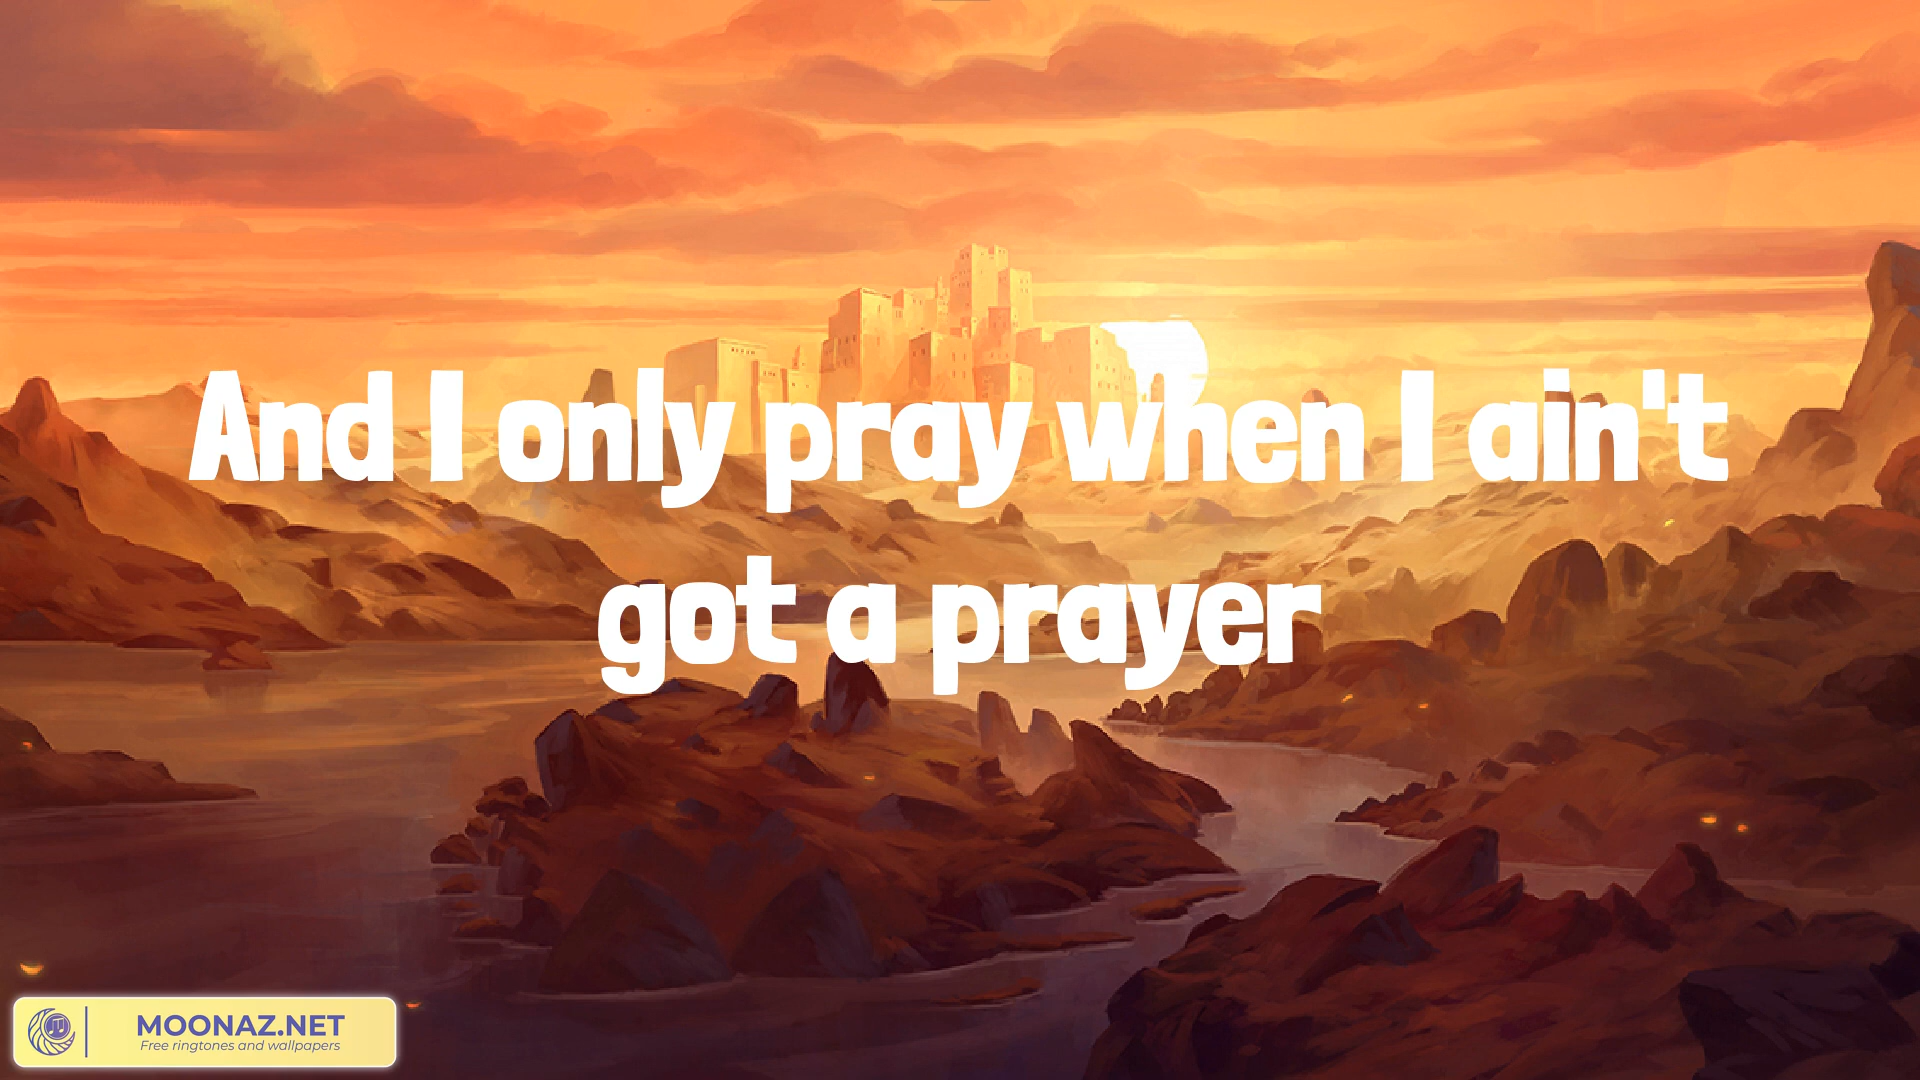 And I only pray when I ain't
got a prayer
MOONAZ.NET
Free ringtones and wallpapers